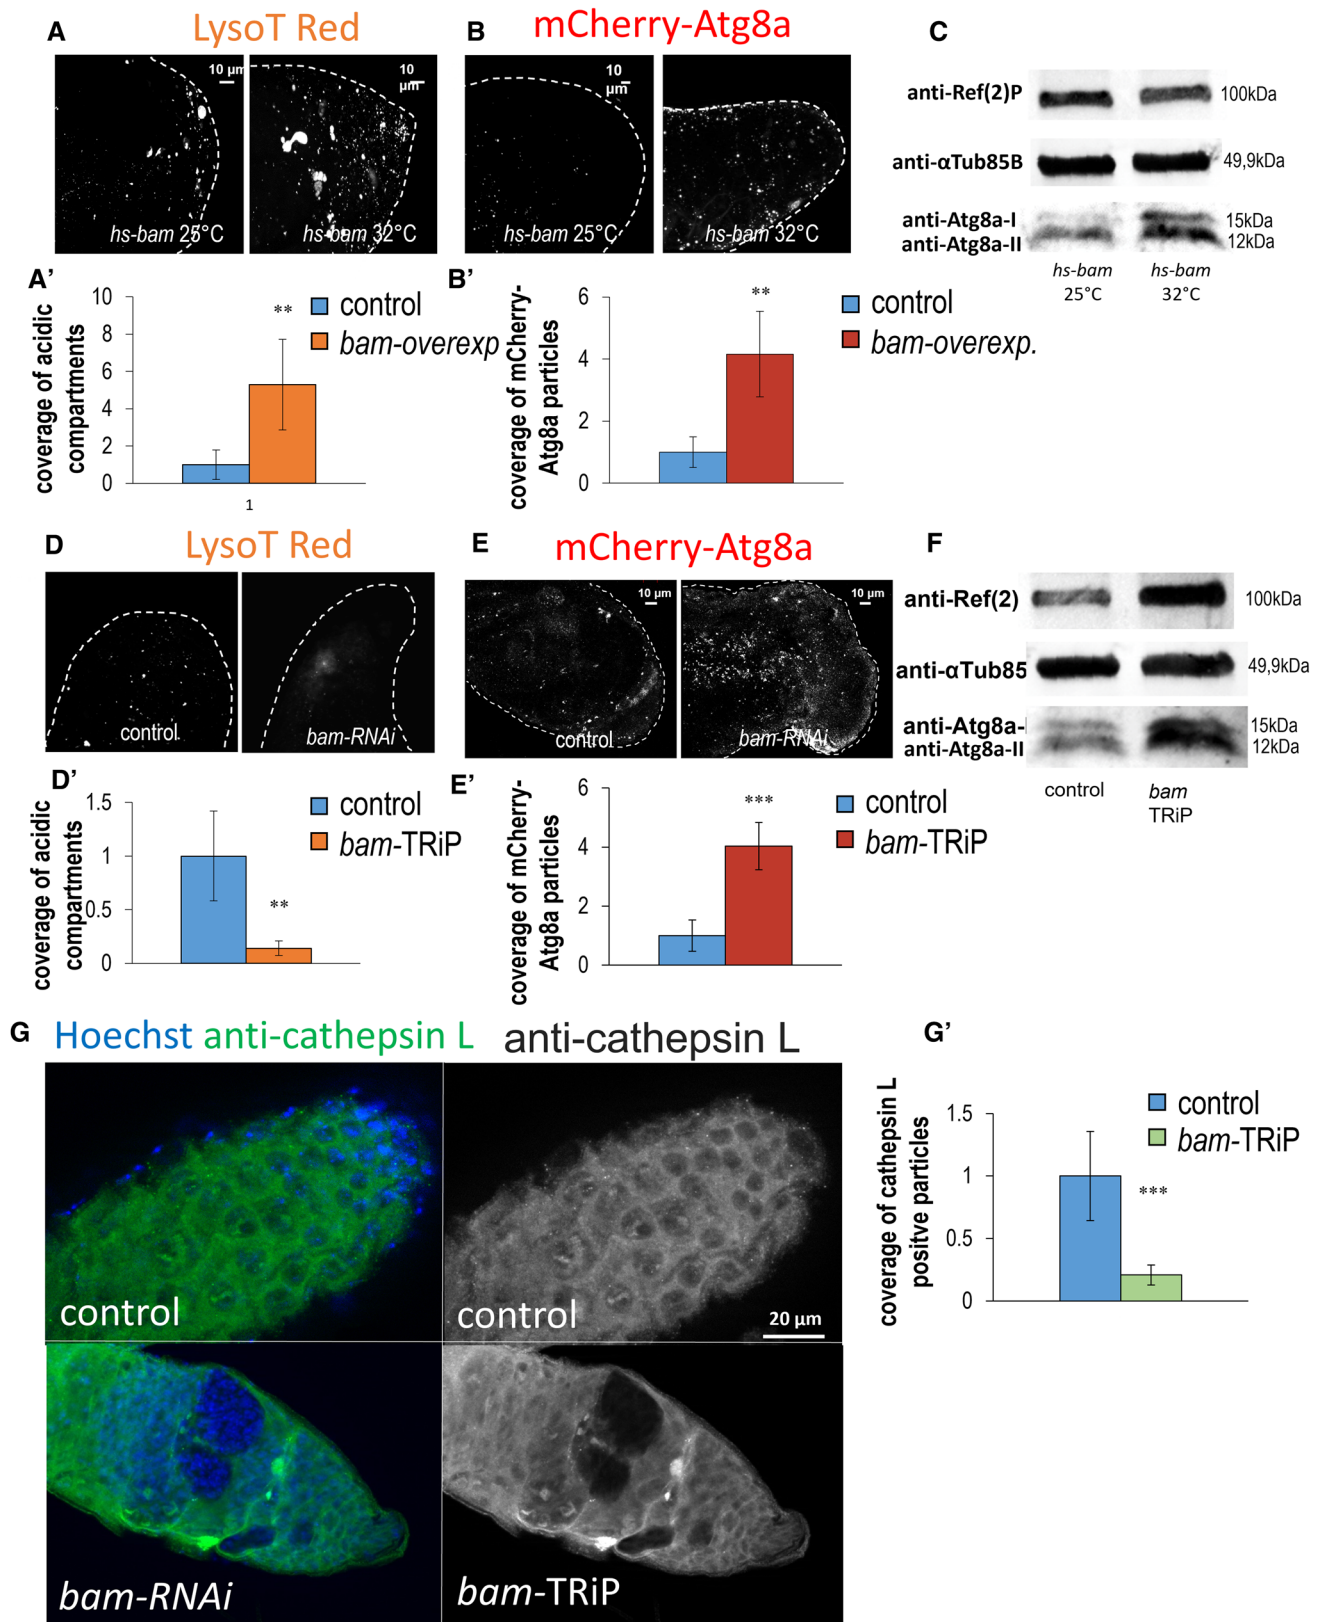 A
LysoT Red
10 µm
hs-bam 25°C
10
µm
hs-bam 32°C
B
mCherry-Atg8a
10
µm
hs-bam 25°C
10
µm
hs-bam 32°C
C
anti-Ref(2)P
100kDa
anti-αTub85B
49,9kDa
anti-Atg8a-I
15kDa
anti-Atg8a-II
12kDa
hs-bam
25°C
hs-bam
32°C
A'
coverage of acidic
compartments
10
8
6
4
2
0
**
1
control
bam-overexp
B'
coverage of mCherry-
Atg8a particles
6
4
2
0
**
control
bam-overexp.
D
LysoT Red
control
bam-RNAi
E
mCherry-Atg8a
10 µm
control
10 µm
bam-RNAi
F
anti-Ref(2)
100kDa
anti-αTub85
49,9kDa
anti-Atg8a-
15kDa
anti-Atg8a-II
12kDa
control
bam
TRiP
D'
coverage of acidic
compartments
1.5
1
0.5
0
**
control
bam-TRiP
E'
coverage of mCherry-
Atg8a particles
6
4
2
0
***
control
bam-TRiP
G
Hoechst anti-cathepsin L
anti-cathepsin L
control
control
20 µm
bam-RNAi
bam-TRiP
G'
coverage of cathepsin L
positve particles
1.5
1
0.5
0
***
control
bam-TRiP